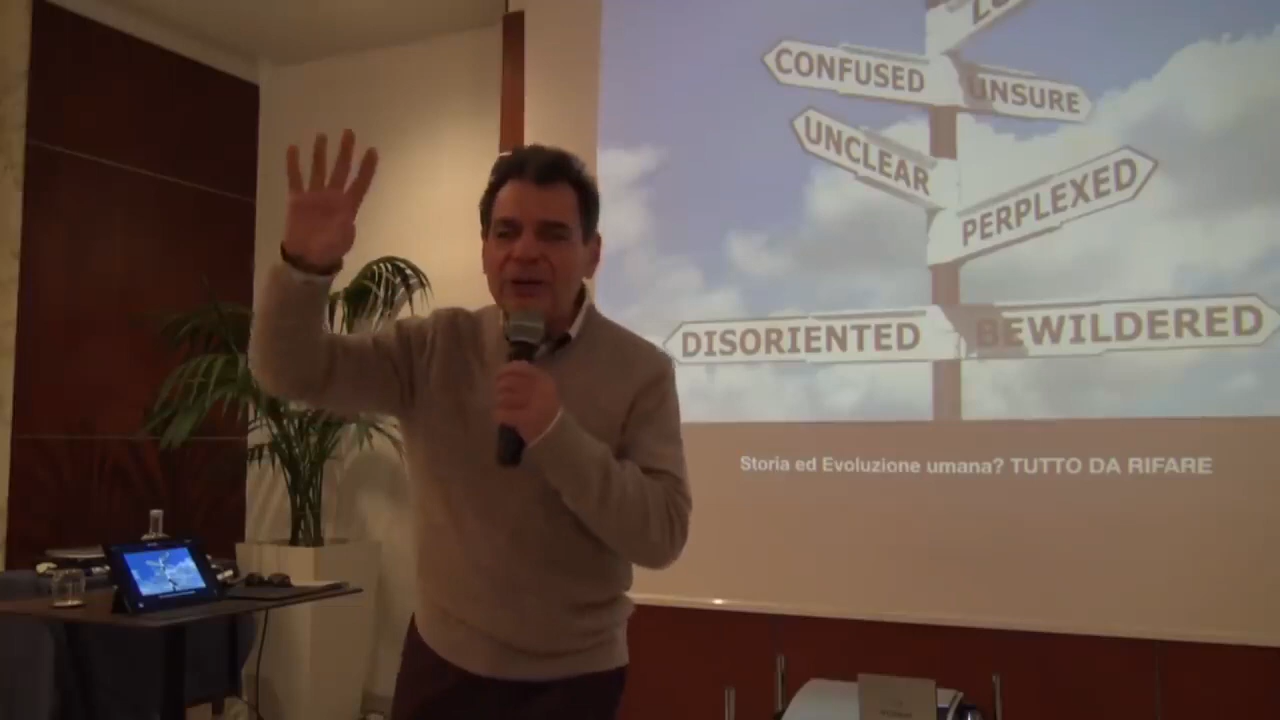 CONFUSED
UNSURE
UNCLEAR
PERPLEXED
DISORIENTED
BEWILDERED
Storia ed Evoluzione umana? TUTTO DA RIFARE